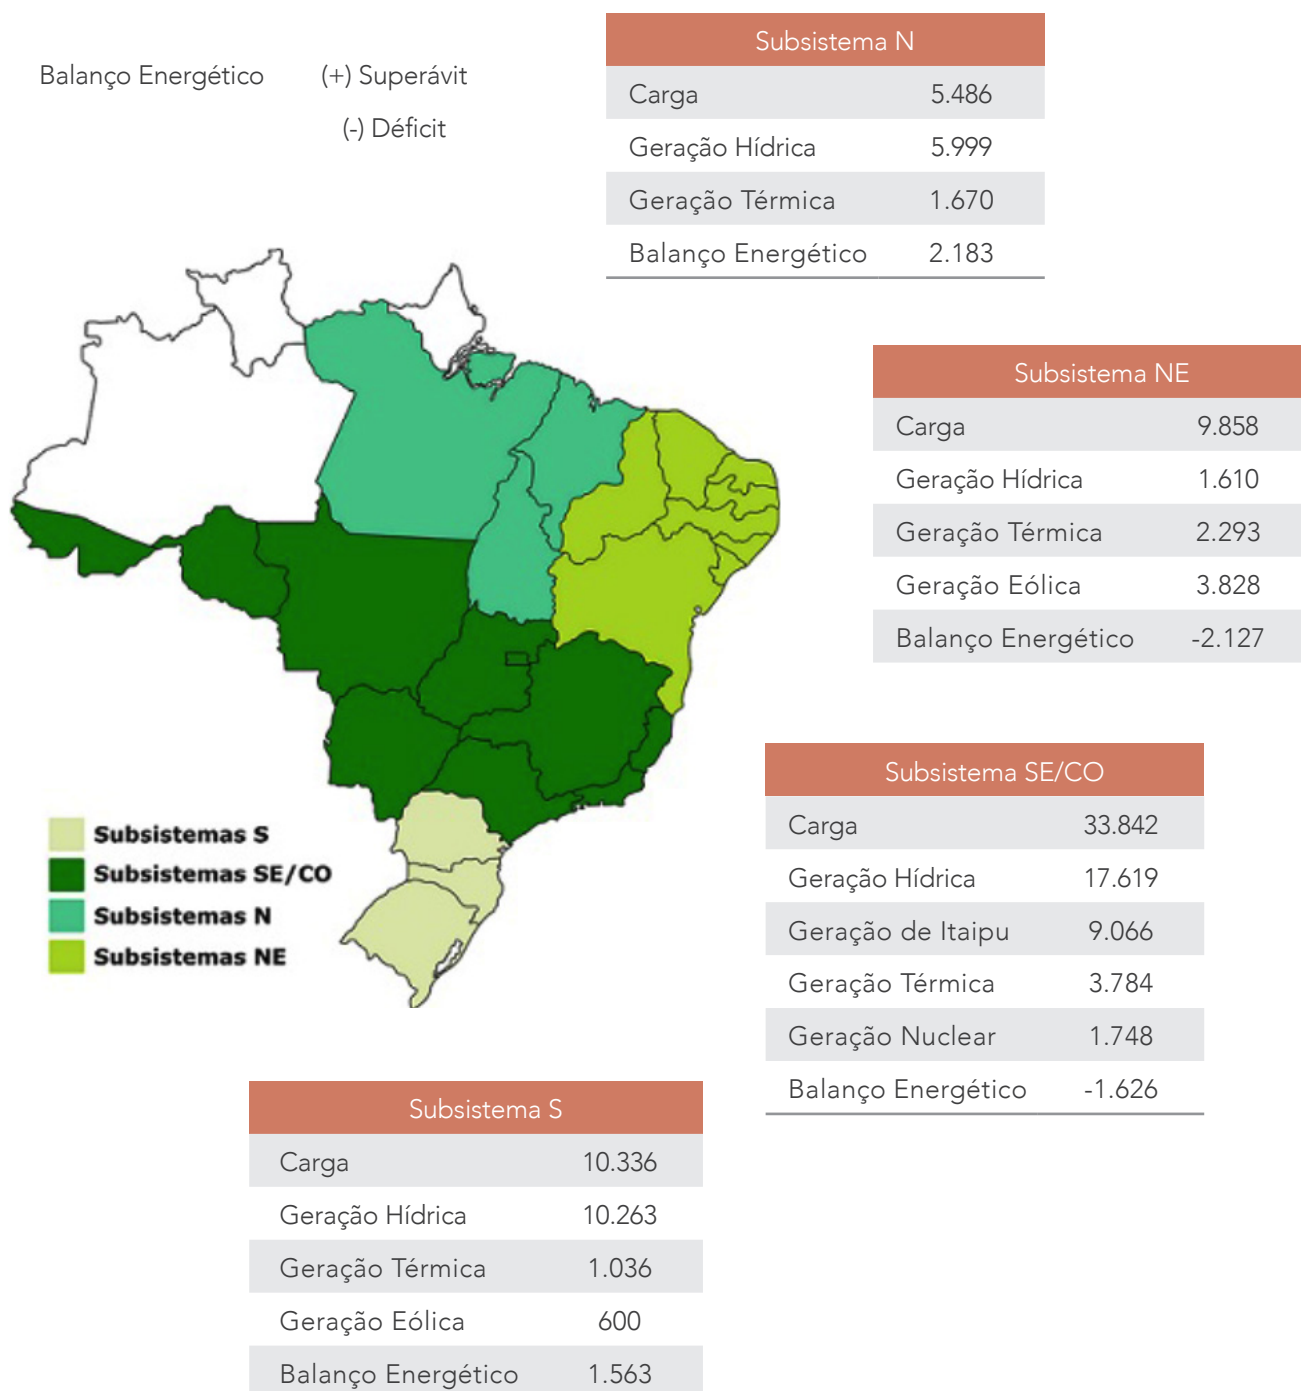 Balanço Energético (+) Superávit
(-) Déficit
Subsistema N
Carga 5.486
Geração Hídrica 5.999
Geração Térmica 1.670
Balanço Energético 2.183
Subsistema NE
Carga 9.858
Geração Hídrica 1.610
Geração Térmica 2.293
Geração Eólica 3.828
Balanço Energético -2.127
Subsistemas S
Subsistemas SE/CO
Subsistemas N
Subsistemas NE
Subsistema SE/CO
Carga 33.842
Geração Hídrica 17.619
Geração de Itaipu 9.066
Geração Térmica 3.784
Geração Nuclear 1.748
Balanço Energético -1.626
Subsistema S
Carga 10.336
Geração Hídrica 10.263
Geração Térmica 1.036
Geração Eólica 600
Balanço Energético 1.563